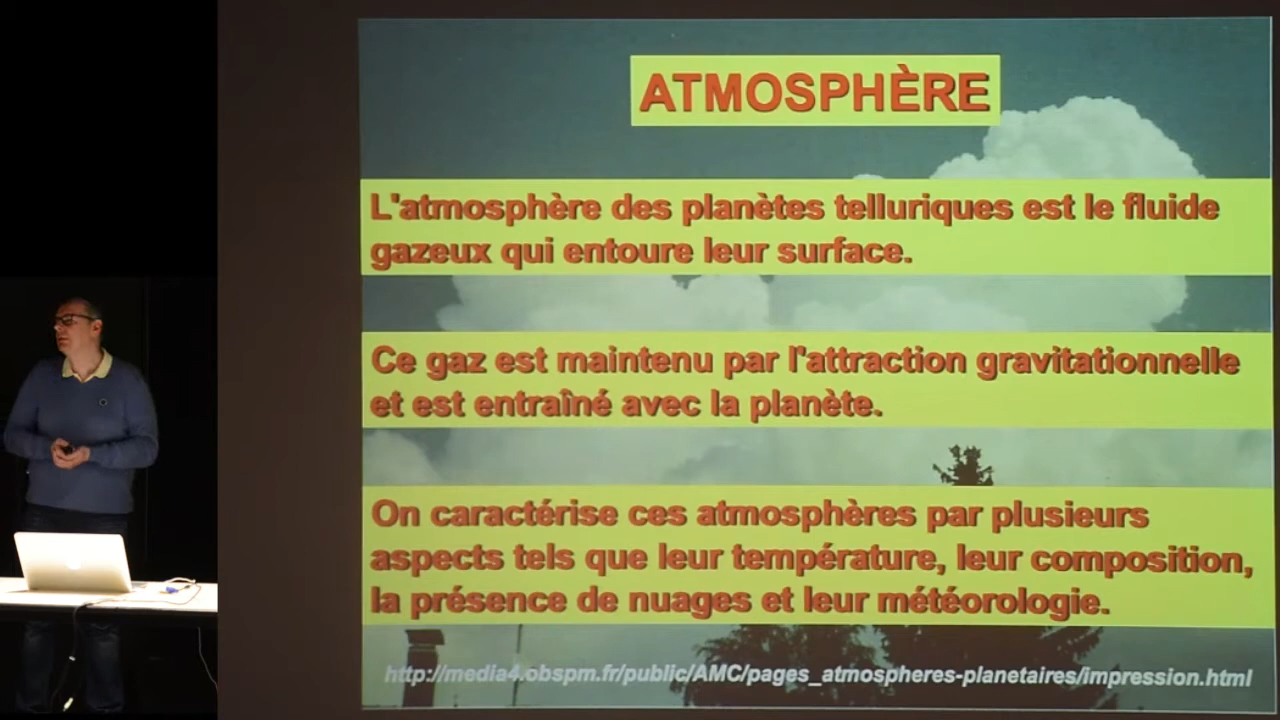 ATMOSPHÈRE
L'atmosphère des planètes telluriques est le fluide
gazeux qui entoure leur surface.
Ce gaz est maintenu par l'attraction gravitationnelle
et est entraîné avec la planète.
On caractérise ces atmosphères par plusieurs
aspects tels que leur température, leur composition,
la présence de nuages et leur météorologie.
http://media4.obspm.fr/public/AMC/pages_atmospheres-planetaires/impression.html